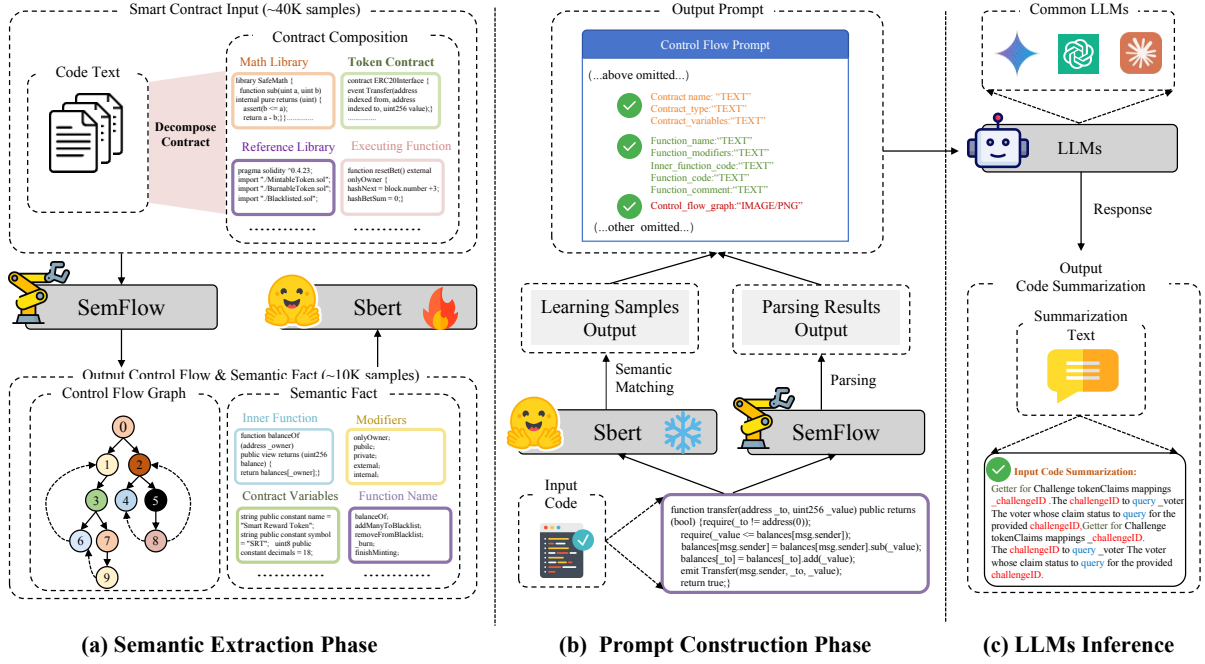 Smart Contract Input (~40K samples)
Code Text
Decompose
Contract
Contract Composition
Math Library
library SafeMath {
function sub(uint a, uint b)
internal pure returns (uint) {
assert(b <= a);
return a - b;}}.............
Token Contract
contract ERC20Interface {
event Transfer(address
indexed from, address
indexed to, uint256 value);}
..............
Reference Library
pragma solidity ^0.4.23;
import "./MintableToken.sol";
import "./BurnableToken.sol";
import "./Blacklisted.sol";
Executing Function
function resetBet() external
onlyOwner {
hashNext = block.number +3;
hashBetSum = 0;}
SemFlow
Sbert
Output Control Flow & Semantic Fact (~10K samples)
Control Flow Graph
0
1
2
3
4
5
6
7
8
9
Semantic Fact
Inner Function
function balanceOf
(address _owner)
public view returns (uint256
balance) {
return balances[_owner];}
Modifiers
onlyOwner;
pubilc;
private;
external;
internal;
Contract Variables
string public constant name =
"Smart Reward Token";
string public constant symbol
= "SRT"; uint8 public
constant decimals = 18;
Function Name
balanceOf;
addManyToBlacklist;
removeFromBlacklist;
_burn;
finishMinting;
(a) Semantic Extraction Phase
Output Prompt
Control Flow Prompt
(...above omitted...)
Contract name: “TEXT”
Contract_type: “TEXT”
Contract_variables: “TEXT”
Function_name:“TEXT”
Function_modifiers:“TEXT”
Inner_function_code:“TEXT”
Function_code:“TEXT”
Function_comment:“TEXT”
Control_flow_graph:“IMAGE/PNG”
(...other omitted...)
Learning Samples
Output
Parsing Results
Output
Semantic
Matching
Parsing
Sbert
SemFlow
Input
Code
function transfer(address _to, uint256 _value) public returns
(bool) {require(_to != address(0));
require(_value <= balances[msg.sender]);
balances[msg.sender] = balances[msg.sender].sub(_value);
balances[_to] = balances[_to].add(_value);
emit Transfer(msg.sender, _to, _value);
return true;}
(b) Prompt Construction Phase
Common LLMs
LLMs
Response
Output
Code Summarization
Summarization
Text
Input Code Summarization:
Getter for Challenge tokenClaims mappings
_challengeID .The challengeID to query _voter
The voter whose claim status to query for the
provided challengeID,Getter for Challenge
tokenClaims mappings _challengeID.
The challengeID to query _voter The voter
whose claim status to query for the provided
challengeID.
(c) LLMs Inference